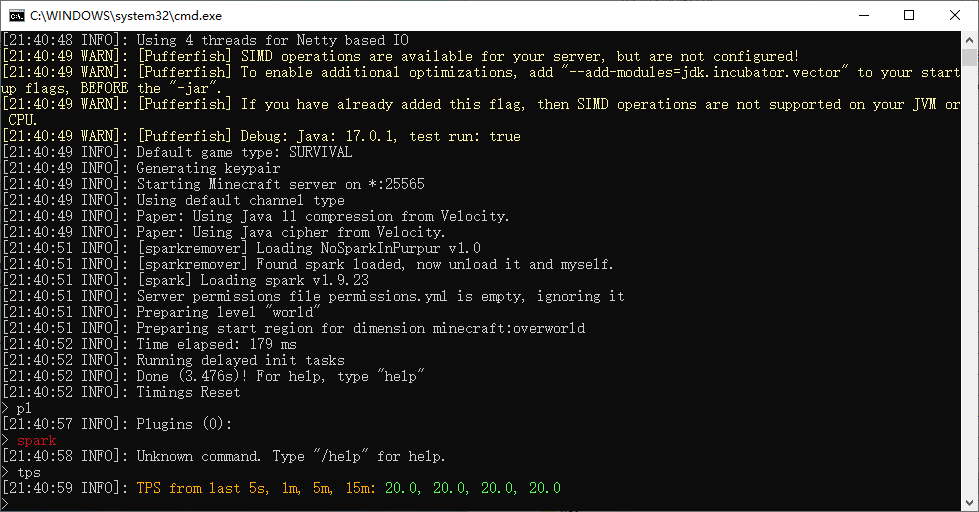 C:\WINDOWS\system32\cmd.exe
[21:40:48 INFO]: Using 4 threads for Netty based IO
[21:40:49 WARN]: [Pufferfish] SIMD operations are available for your server, but are not configured!
[21:40:49 WARN]: [Pufferfish] To enable additional optimizations, add "--add-modules=jdk.incubator.vector" to your start
up flags, BEFORE the "-jar".
[21:40:49 WARN]: [Pufferfish] If you have already added this flag, then SIMD operations are not supported on your JVM or
CPU.
[21:40:49 WARN]: [Pufferfish] Debug: Java: 17.0.1, test run: true
[21:40:49 INFO]: Default game type: SURVIVAL
[21:40:49 INFO]: Generating keypair
[21:40:49 INFO]: Starting Minecraft server on *:25565
[21:40:49 INFO]: Using default channel type
[21:40:49 INFO]: Paper: Using Java 11 compression from Velocity.
[21:40:49 INFO]: Paper: Using Java cipher from Velocity.
[21:40:51 INFO]: [sparkremover] Loading NoSparkInPurpur v1.0
[21:40:51 INFO]: [sparkremover] Found spark loaded, now unload it and myself.
[21:40:51 INFO]: [spark] Loading spark v1.9.23
[21:40:51 INFO]: Server permissions file permissions.yml is empty, ignoring it
[21:40:51 INFO]: Preparing level "world"
[21:40:51 INFO]: Preparing start region for dimension minecraft:overworld
[21:40:52 INFO]: Time elapsed: 179 ms
[21:40:52 INFO]: Running delayed init tasks
[21:40:52 INFO]: Done (3.476s)! For help, type "help"
[21:40:52 INFO]: Timings Reset
> pl
[21:40:57 INFO]: Plugins (0):
> spark
[21:40:58 INFO]: Unknown command. Type "/help" for help.
> tps
[21:40:59 INFO]: TPS from last 5s, 1m, 5m, 15m: 20.0, 20.0, 20.0, 20.0
>